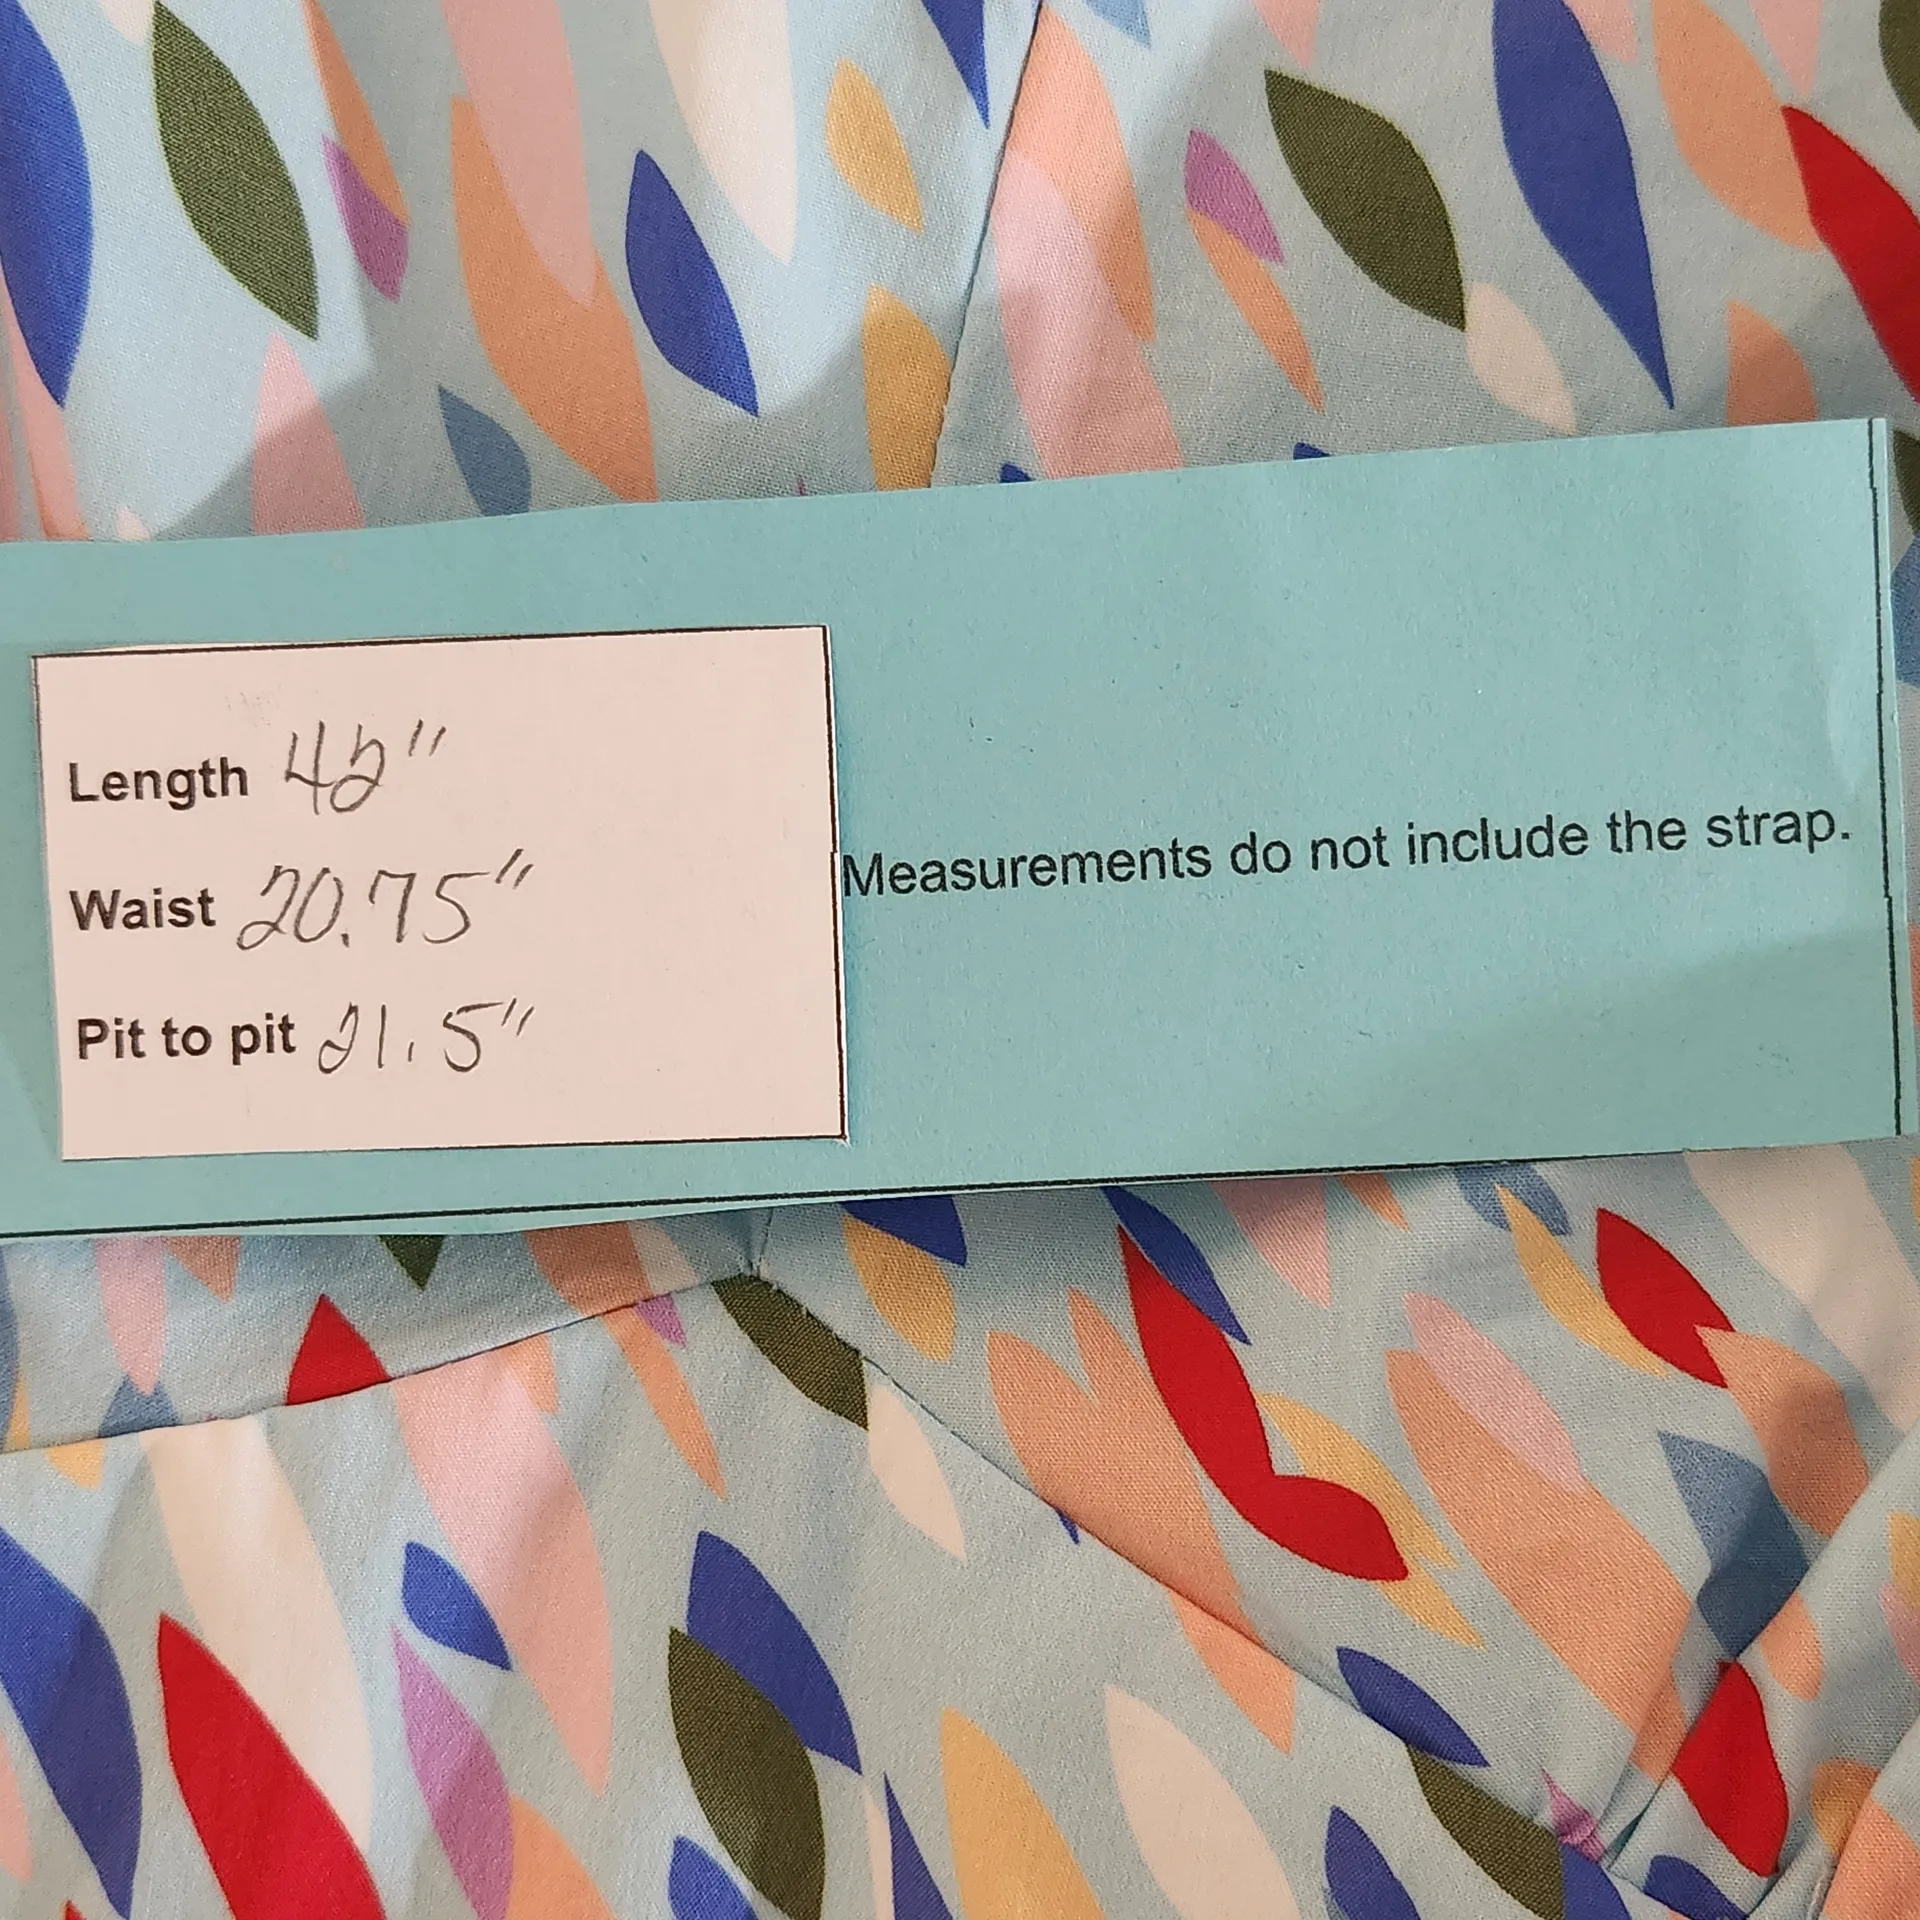 Length 42"
Waist 20.75"
Pit to pit 21.5"
Measurements do not include the strap.